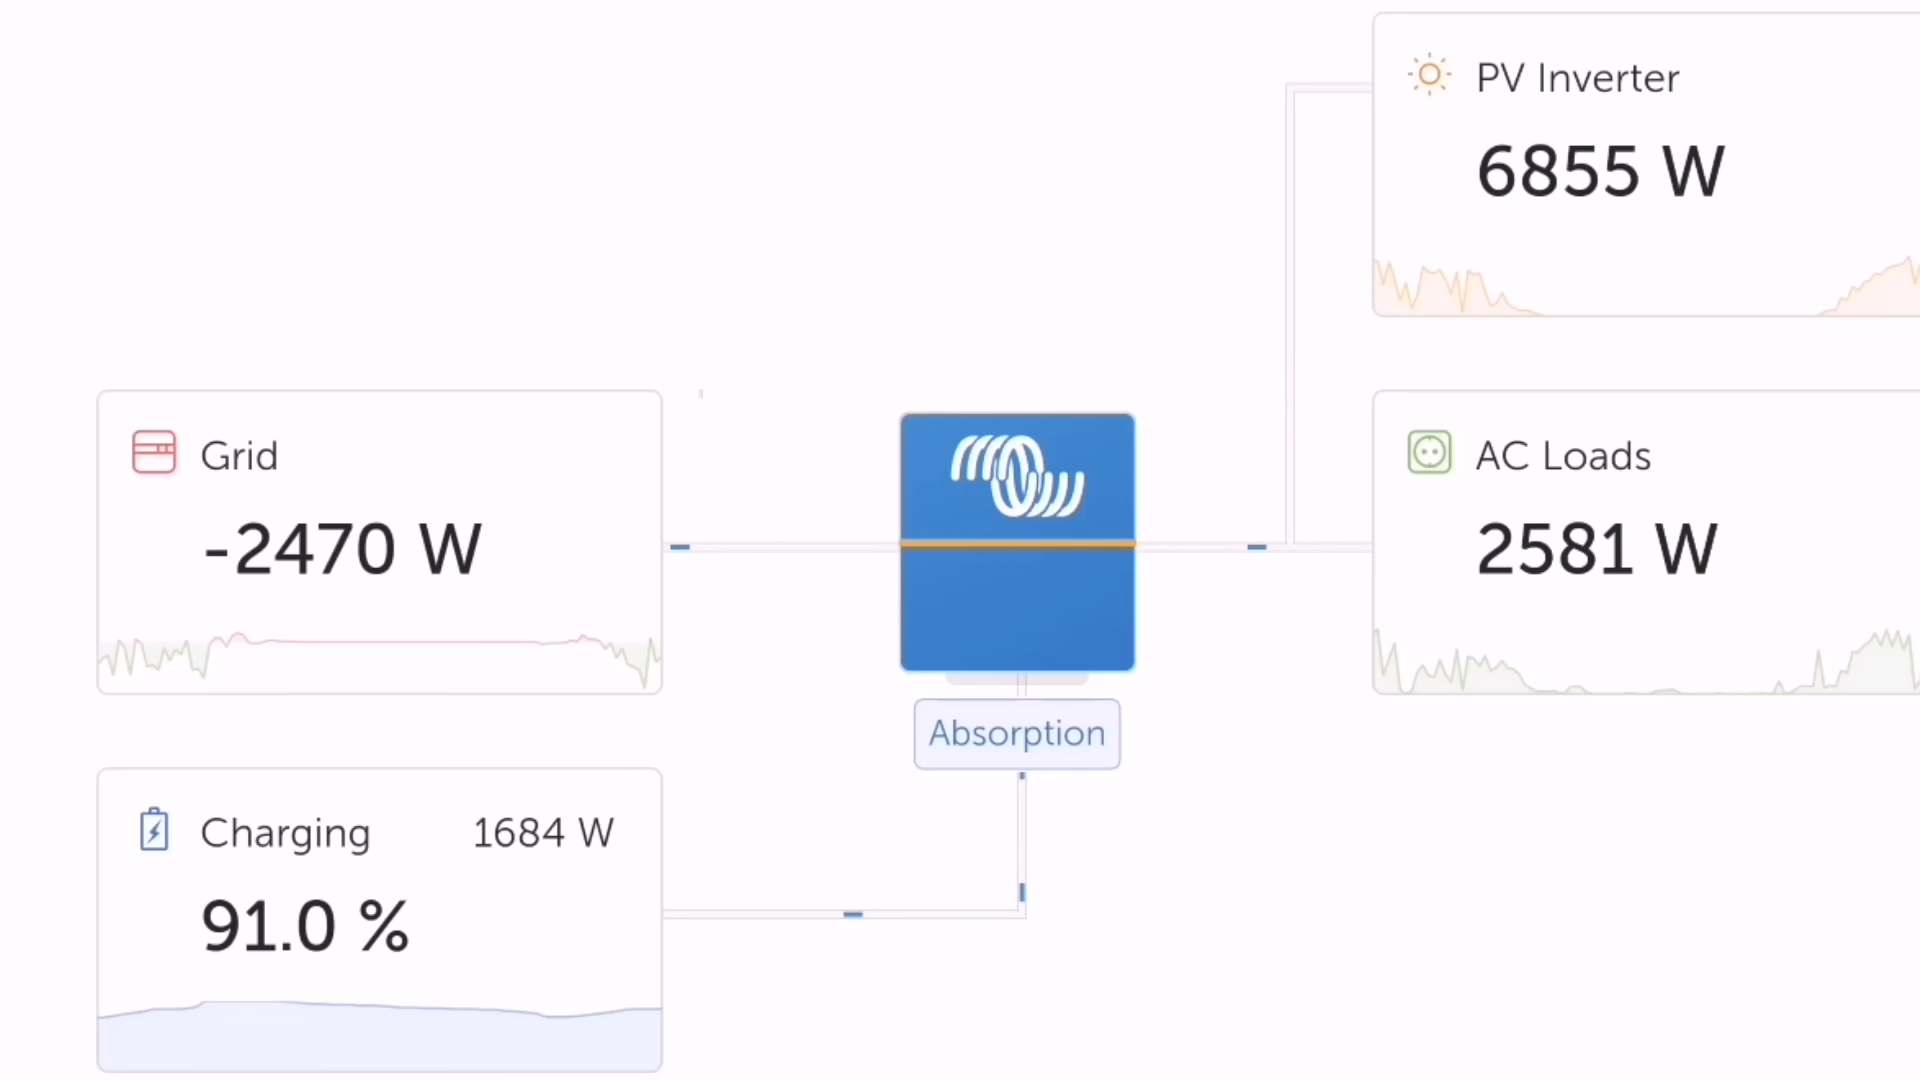 PV Inverter
6855 W
Grid
-2470 W
AC Loads
2581 W
Absorption
Charging 1684 W
91.0 %